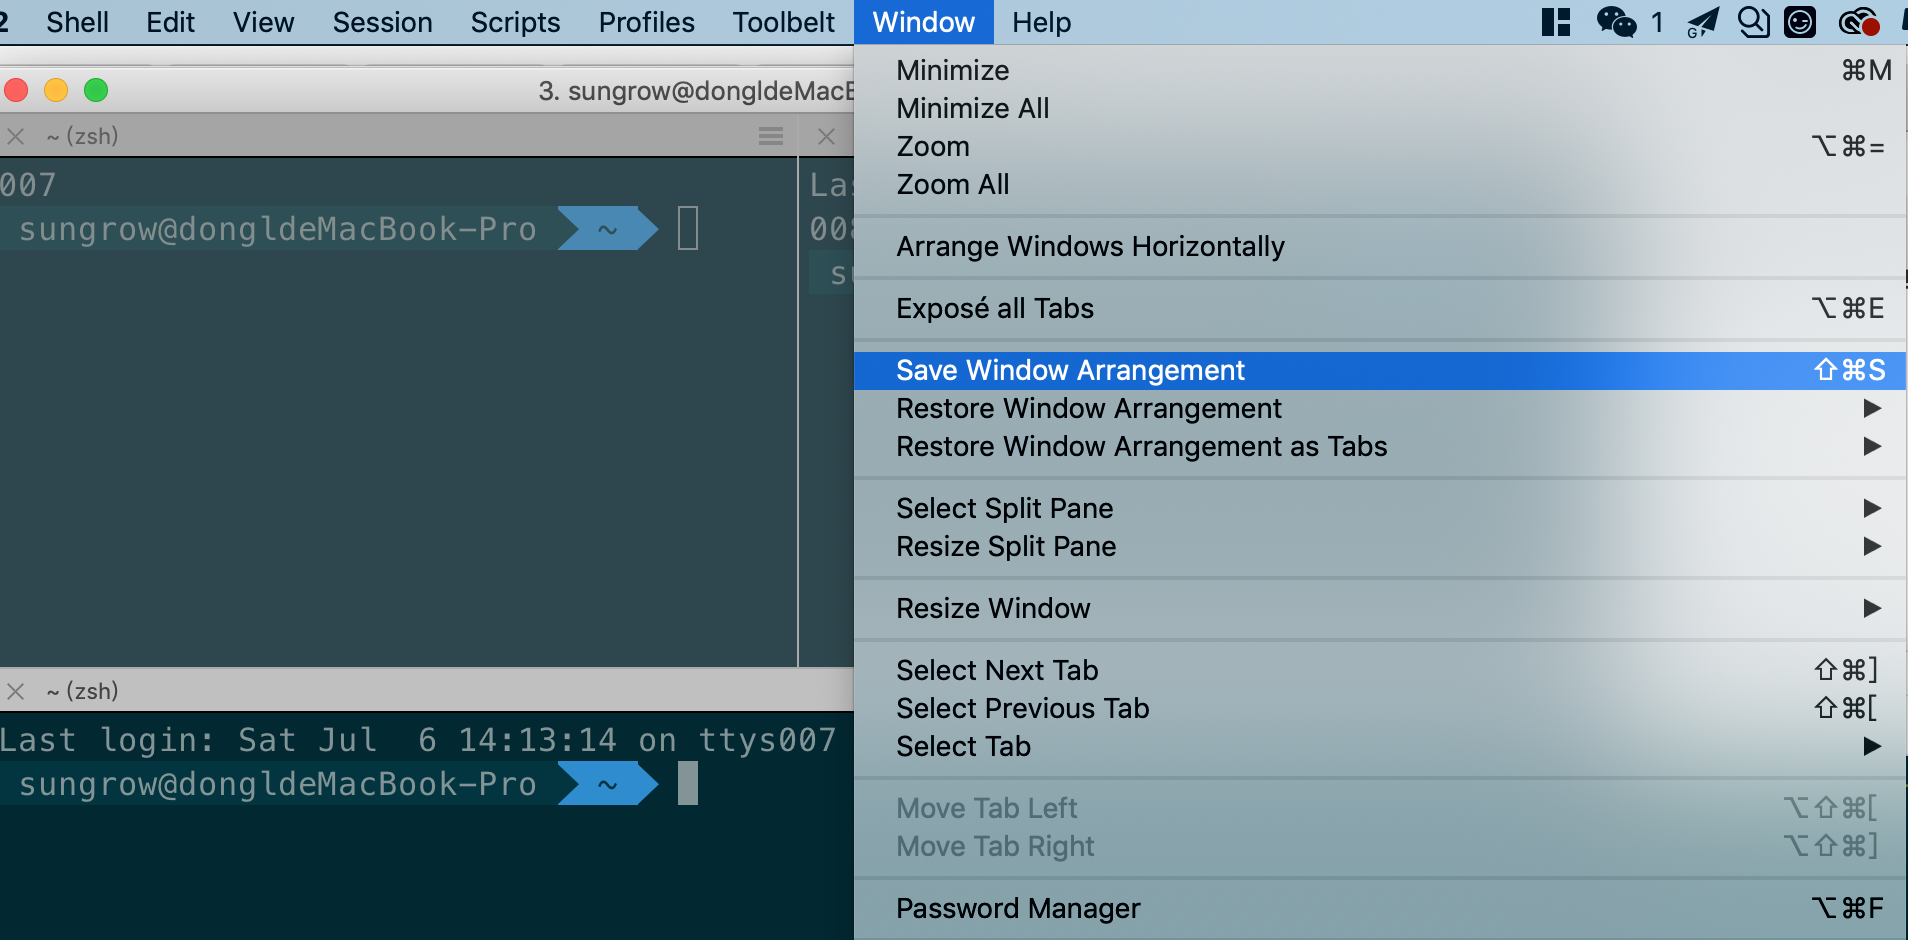 2 Shell Edit View Session Scripts Profiles Toolbelt Window Help 1
3. sungrow@dongldeMacB
~ (zsh)
007
sungrow@dongldeMacBook-Pro ~
Las
008
su
~ (zsh)
Last login: Sat Jul  6 14:13:14 on ttys007
sungrow@dongldeMacBook-Pro ~
Minimize ⌘M
Minimize All
Zoom ⌥⌘=
Zoom All
Arrange Windows Horizontally
Exposé all Tabs ⌥⌘E
Save Window Arrangement ⇧⌘S
Restore Window Arrangement ▶
Restore Window Arrangement as Tabs ▶
Select Split Pane ▶
Resize Split Pane ▶
Resize Window ▶
Select Next Tab ⇧⌘]
Select Previous Tab ⇧⌘[
Select Tab ▶
Move Tab Left ⌥⇧⌘[
Move Tab Right ⌥⇧⌘]
Password Manager ⌥⌘F